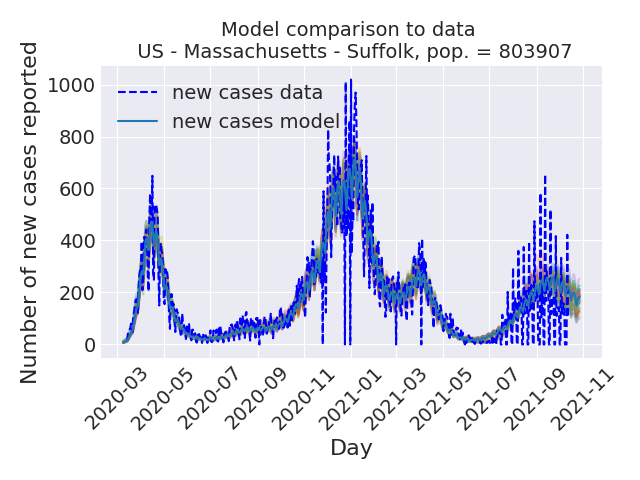 Model comparison to data
US - Massachusetts - Suffolk, pop. = 803907
Number of new cases reported
1000
800
600
400
200
0
new cases data
new cases model
2020-03
2020-05
2020-07
2020-09
2020-11
2021-01
2021-03
2021-05
2021-07
2021-09
2021-11
Day